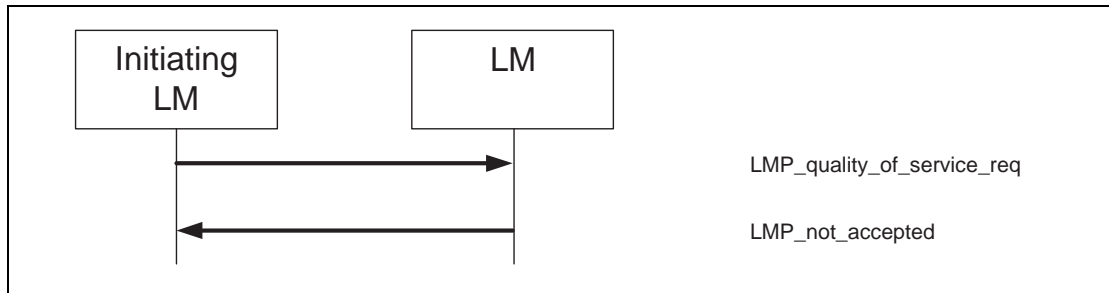 Initiating
LM
LM
LMP_quality_of_service_req
LMP_not_accepted